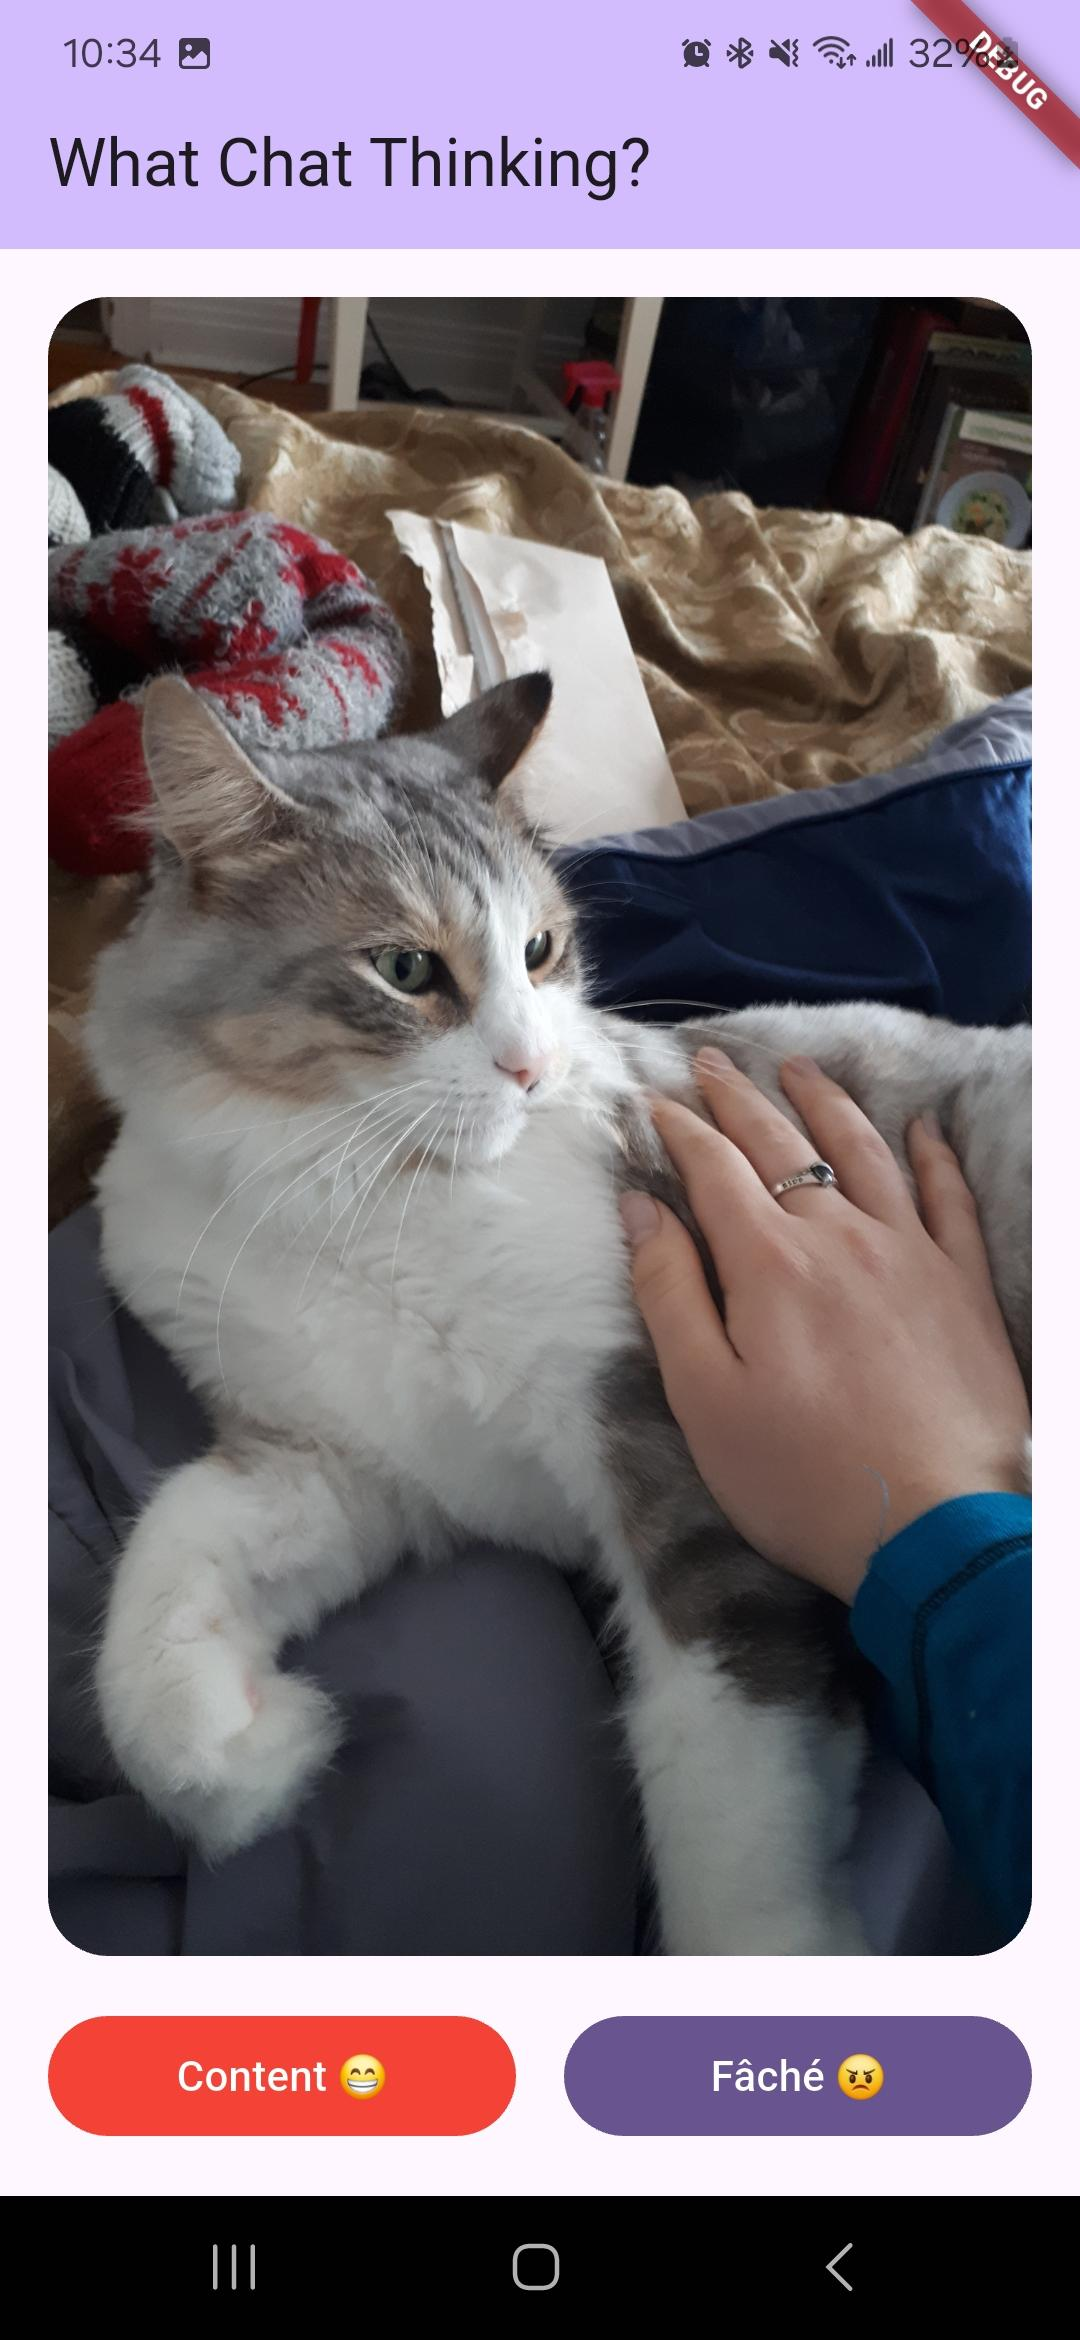 10:34 32%
DEBUG
What Chat Thinking?
Content 😁
Fâché 😠